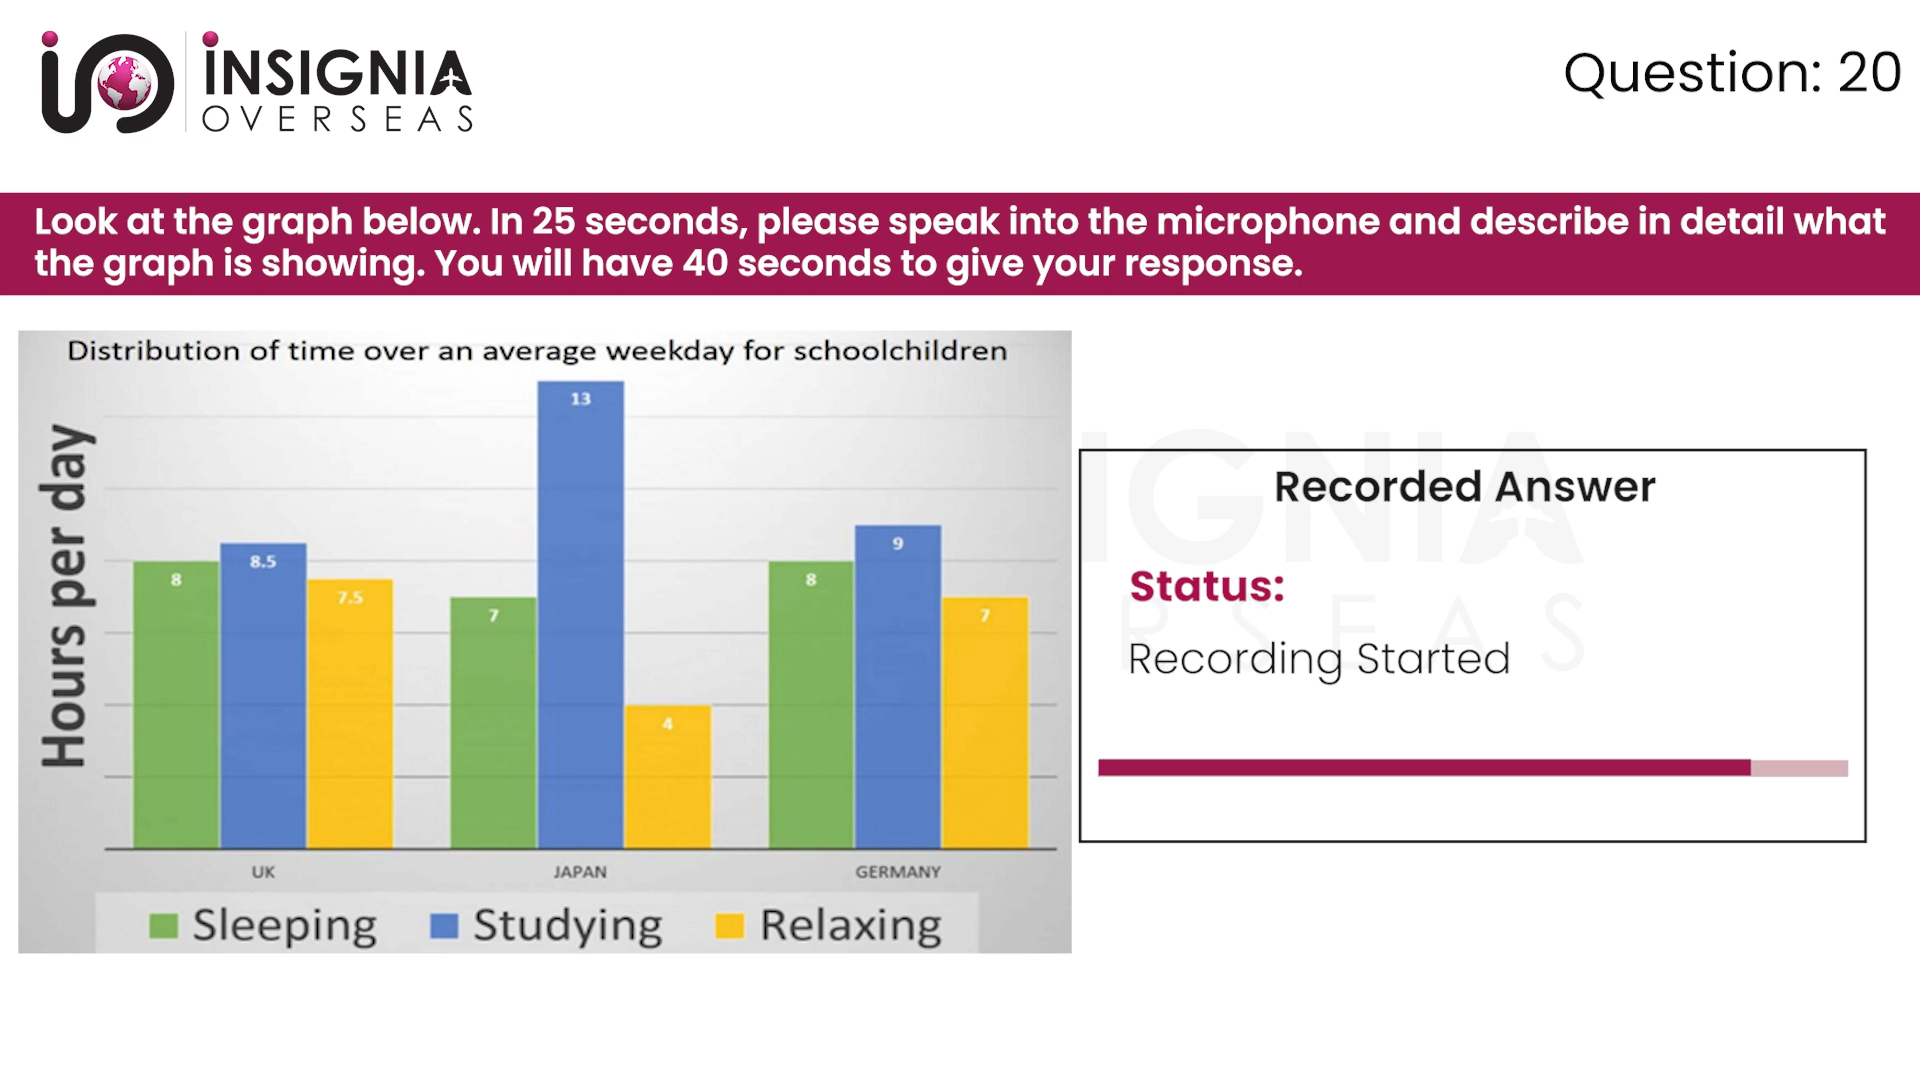 iNSIGNIA
OVERSEAS
Question: 20
Look at the graph below. In 25 seconds, please speak into the microphone and describe in detail what
the graph is showing. You will have 40 seconds to give your response.
Distribution of time over an average weekday for schoolchildren
Hours per day
8
8.5
7.5
7
13
4
8
9
7
UK
JAPAN
GERMANY
Sleeping
Studying
Relaxing
Recorded Answer
Status:
Recording Started